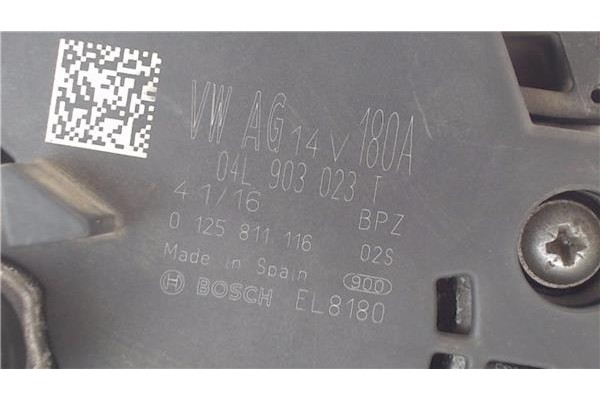 VW AG 14V 180A
04L 903 023 T
41/16 BPZ
0 125 811 116 02S
Made in Spain 900
BOSCH EL8180